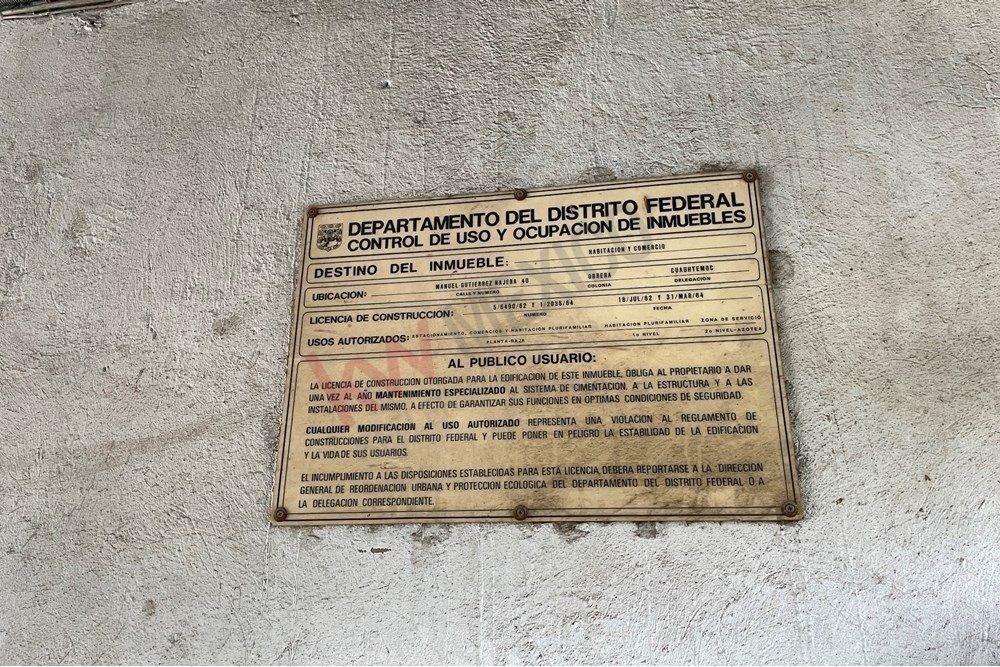 DEPARTAMENTO DEL DISTRITO FEDERAL
CONTROL DE USO Y OCUPACION DE INMUEBLES
DESTINO DEL INMUEBLE: HABITACION Y COMERCIO
UBICACION: MANUEL GUTIERREZ NAJERA 40 OBRERA CUAUHTEMOC
CALLE Y NUMERO COLONIA DELEGACION
LICENCIA DE CONSTRUCCION: 5/6490/62 Y 1/2035/64 18/JUL/62 Y 31/MAR/64
NUMERO FECHA
USOS AUTORIZADOS: ESTACIONAMIENTO, COMERCIOS Y HABITACION PLURIFAMILIAR HABITACION PLURIFAMILIAR ZONA DE SERVICIO
PLANTA-BAJA 1o NIVEL 2o NIVEL-AZOTEA
AL PUBLICO USUARIO:
LA LICENCIA DE CONSTRUCCION OTORGADA PARA LA EDIFICACION DE ESTE INMUEBLE, OBLIGA AL PROPIETARIO A DAR
UNA VEZ AL AÑO MANTENIMIENTO ESPECIALIZADO AL SISTEMA DE CIMENTACION, A LA ESTRUCTURA Y A LAS
INSTALACIONES DEL MISMO, A EFECTO DE GARANTIZAR SUS FUNCIONES EN OPTIMAS CONDICIONES DE SEGURIDAD.
CUALQUIER MODIFICACION AL USO AUTORIZADO REPRESENTA UNA VIOLACION AL REGLAMENTO DE
CONSTRUCCIONES PARA EL DISTRITO FEDERAL Y PUEDE PONER EN PELIGRO LA ESTABILIDAD DE LA EDIFICACION
Y LA VIDA DE SUS USUARIOS.
EL INCUMPLIMIENTO A LAS DISPOSICIONES ESTABLECIDAS PARA ESTA LICENCIA, DEBERA REPORTARSE A LA DIRECCION
GENERAL DE REORDENACION URBANA Y PROTECCION ECOLOGICA DEL DEPARTAMENTO DEL DISTRITO FEDERAL O A
LA DELEGACION CORRESPONDIENTE.